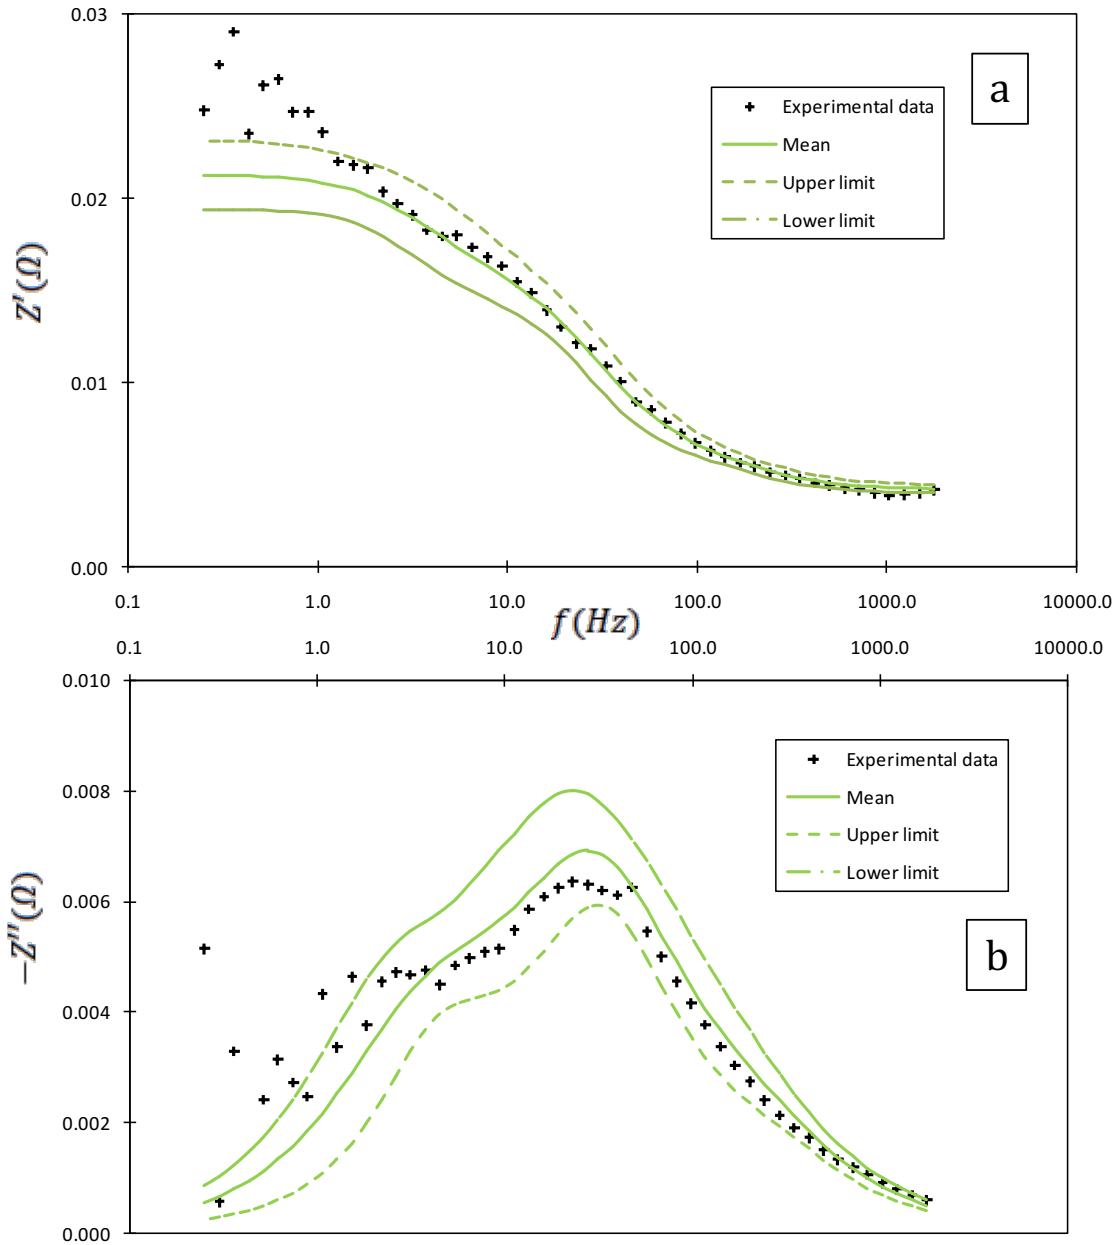 0.03
a
Experimental data
Mean
Upper limit
Lower limit
0.02
Z'(Ω)
0.01
0.00
0.1 1.0 10.0 100.0 1000.0 10000.0
f(Hz)
0.1 1.0 10.0 100.0 1000.0 10000.0
0.010
Experimental data
Mean
Upper limit
Lower limit
0.008
−Z''(Ω)
0.006
b
0.004
0.002
0.000